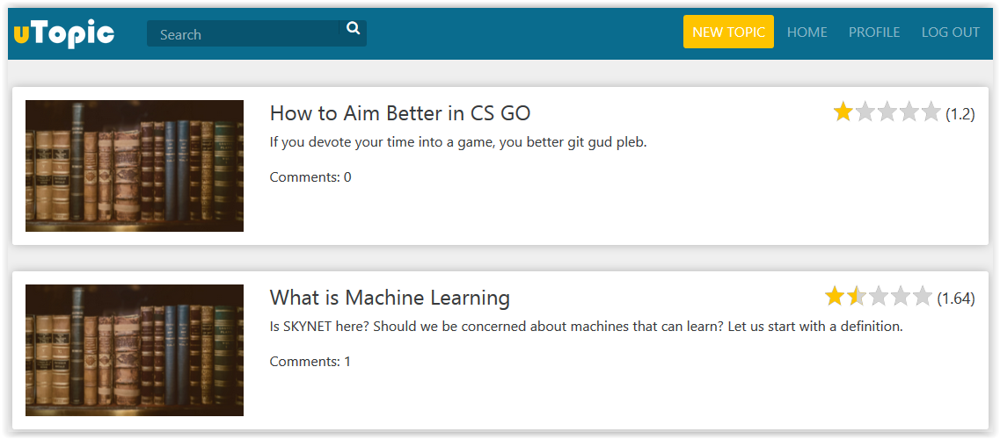 uTopic Search NEW TOPIC HOME PROFILE LOG OUT
How to Aim Better in CS GO (1.2)
If you devote your time into a game, you better git gud pleb.
Comments: 0
What is Machine Learning (1.64)
Is SKYNET here? Should we be concerned about machines that can learn? Let us start with a definition.
Comments: 1